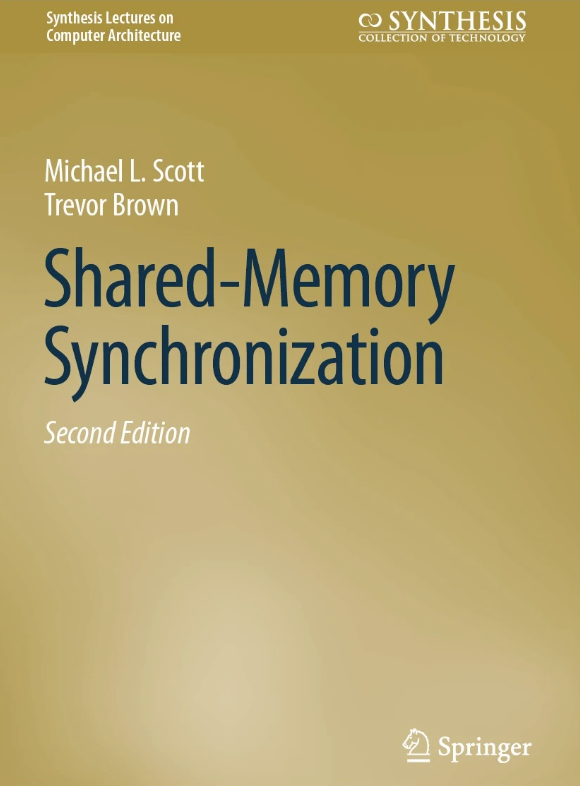 Synthesis Lectures on
Computer Architecture
SYNTHESIS
COLLECTION OF TECHNOLOGY
Michael L. Scott
Trevor Brown
Shared-Memory
Synchronization
Second Edition
Springer